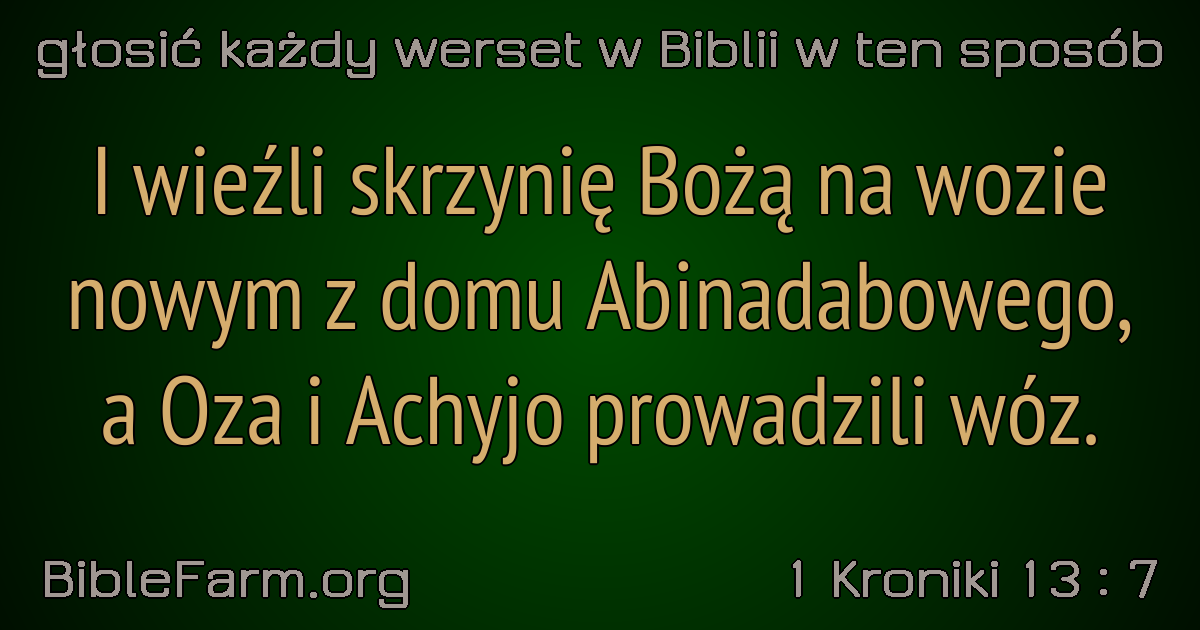 głosić każdy werset w Biblii w ten sposób
I wieźli skrzynię Bożą na wozie
nowym z domu Abinadabowego,
a Oza i Achyjo prowadzili wóz.
BibleFarm.org
1 Kroniki 13 : 7